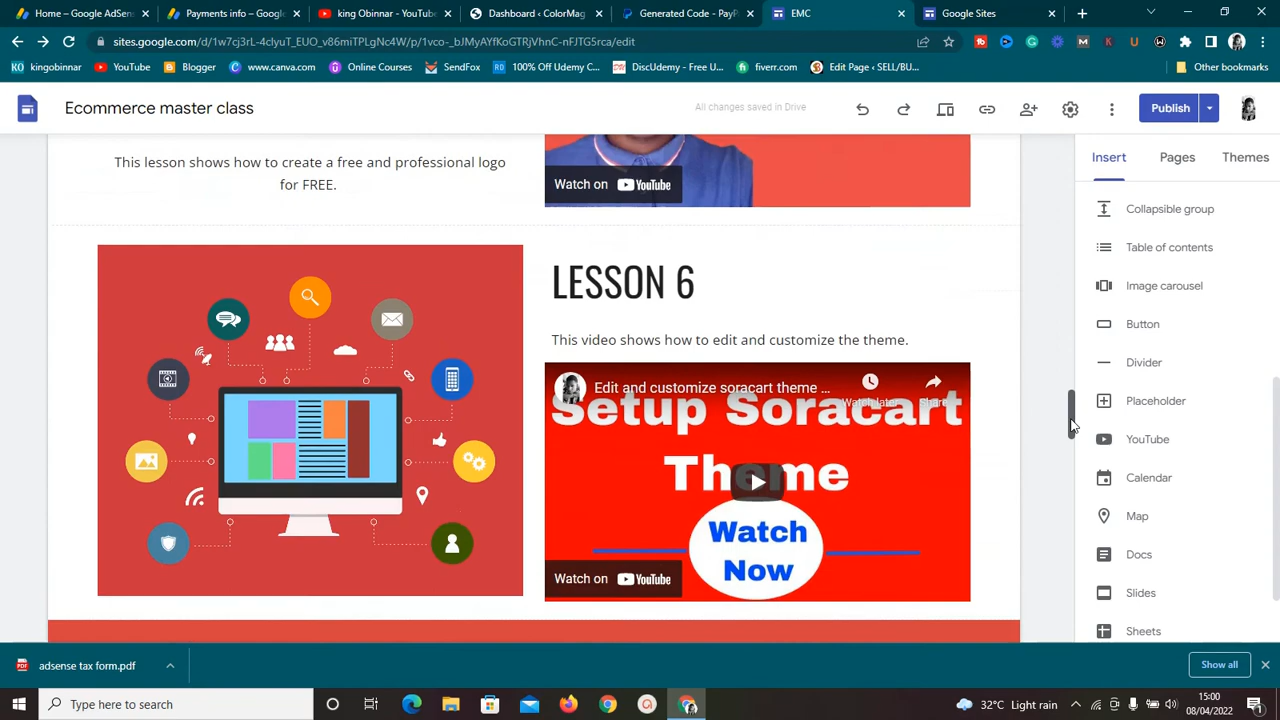 Home – Google AdSen
Payments info – Google
king Obinnar - YouTube
Dashboard ‹ ColorMag
Generated Code - PayP
EMC
Google Sites
sites.google.com/d/1w7cj3rL-4clyuT_EUO_v86miTPLgNc4W/p/1vco-_bJMyAYfKoGTRjVhnC-nFJTG5rca/edit
kingobinnar
YouTube
Blogger
www.canva.com
Online Courses
SendFox
100% Off Udemy C...
DiscUdemy - Free U...
fiverr.com
Edit Page ‹ SELL/BU...
Other bookmarks
Ecommerce master class
All changes saved in Drive
Publish
This lesson shows how to create a free and professional logo
for FREE.
Watch on YouTube
LESSON 6
This video shows how to edit and customize the theme.
Edit and customize soracart theme ...
Watch later
Share
Setup Soracart
Theme
Watch
Now
Watch on YouTube
Insert
Pages
Themes
Collapsible group
Table of contents
Image carousel
Button
Divider
Placeholder
YouTube
Calendar
Map
Docs
Slides
Sheets
adsense tax form.pdf
Show all
Type here to search
32°C Light rain
15:00
08/04/2022